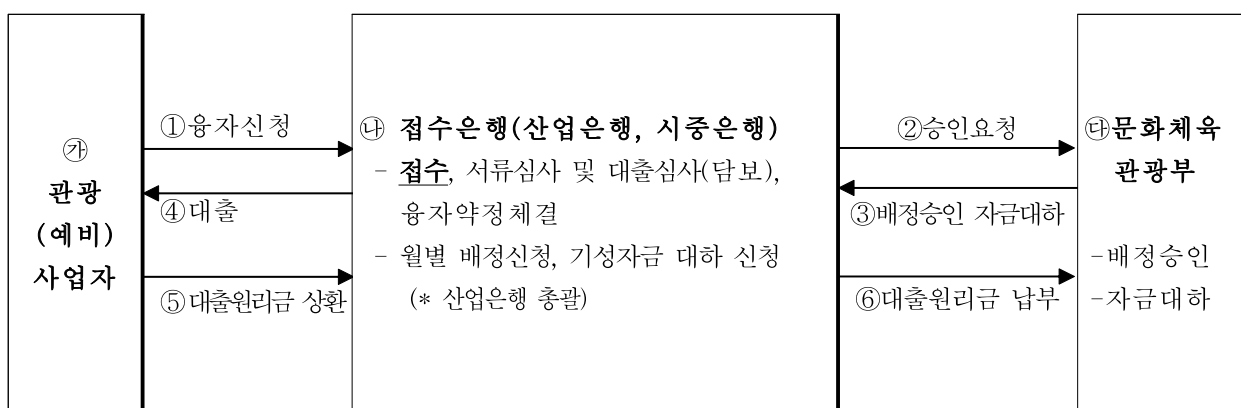 ㉮
관광
(예비)
사업자
①융자신청
④대출
⑤대출원리금 상환
㉯ 접수은행(산업은행, 시중은행)
- 접수, 서류심사 및 대출심사(담보),
융자약정체결
- 월별 배정신청, 기성자금 대하 신청
(* 산업은행 총괄)
②승인요청
③배정승인 자금대하
⑥대출원리금 납부
㉰문화체육
관광부
-배정승인
-자금대하